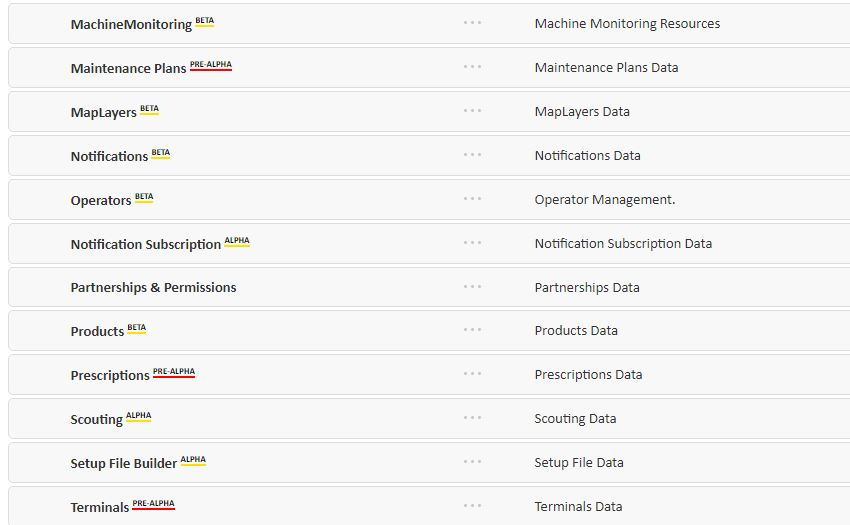 MachineMonitoring BETA ... Machine Monitoring Resources
Maintenance Plans PRE-ALPHA ... Maintenance Plans Data
MapLayers BETA ... MapLayers Data
Notifications BETA ... Notifications Data
Operators BETA ... Operator Management.
Notification Subscription ALPHA ... Notification Subscription Data
Partnerships & Permissions ... Partnerships Data
Products BETA ... Products Data
Prescriptions PRE-ALPHA ... Prescriptions Data
Scouting ALPHA ... Scouting Data
Setup File Builder ALPHA ... Setup File Data
Terminals PRE-ALPHA ... Terminals Data